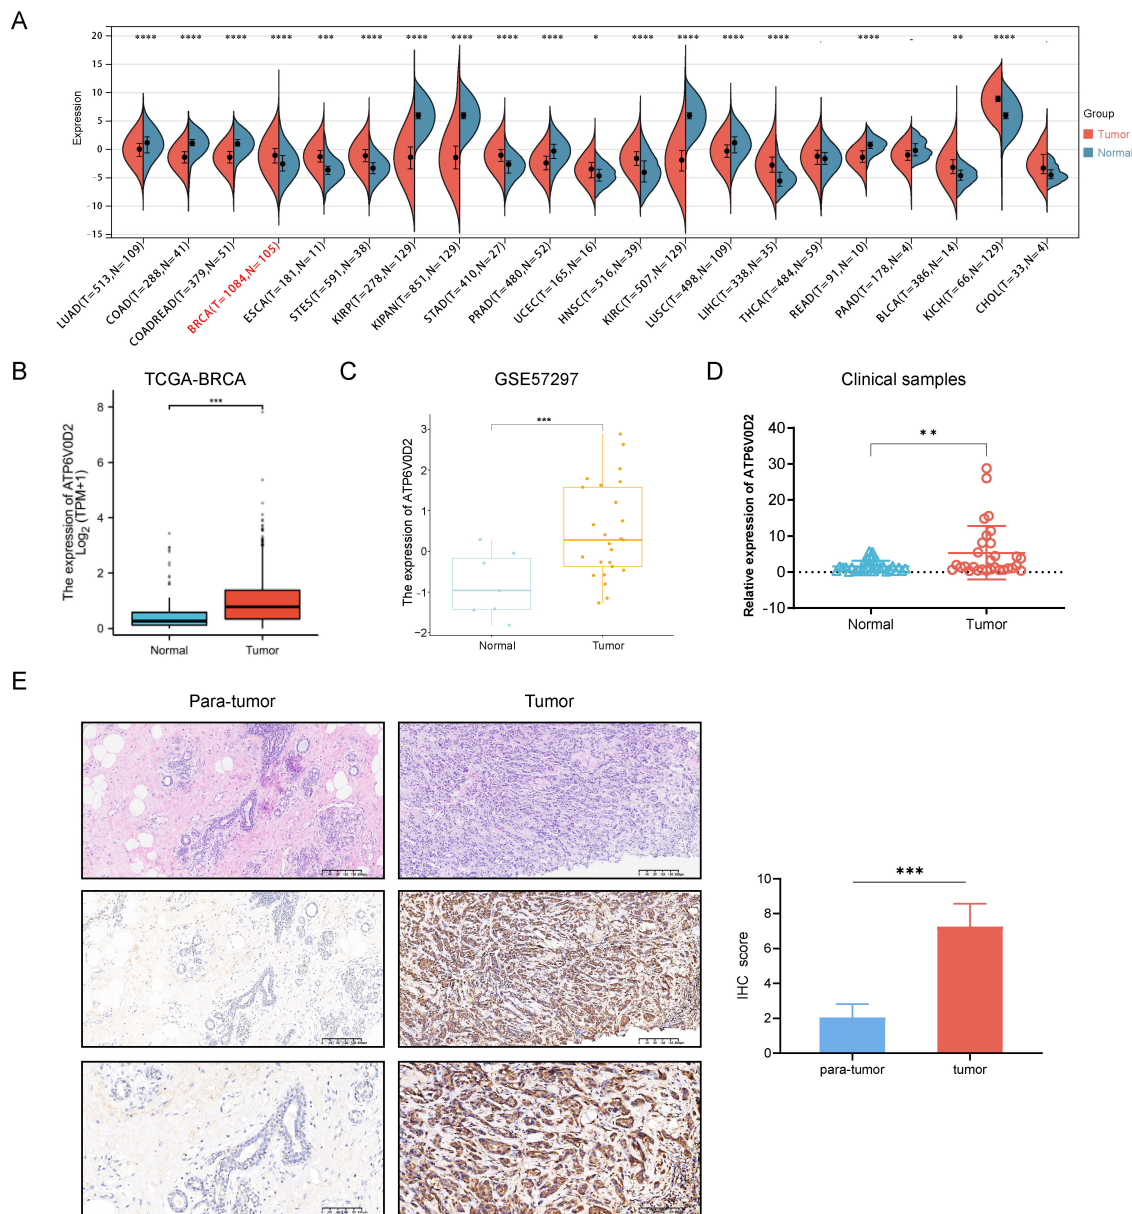 A
20
15
10
5
0
−5
−10
−15
Expression
**** **** **** **** *** **** **** **** **** **** * **** **** **** **** - **** - ** **** -
Group
Tumor
Normal
LUAD(T=513,N=109)
COAD(T=288,N=41)
COADREAD(T=379,N=51)
BRCA(T=1084,N=105)
ESCA(T=181,N=11)
STES(T=591,N=38)
KIRP(T=278,N=129)
KIPAN(T=851,N=129)
STAD(T=410,N=27)
PRAD(T=480,N=52)
UCEC(T=165,N=16)
HNSC(T=516,N=39)
KIRC(T=507,N=129)
LUSC(T=498,N=109)
LIHC(T=338,N=35)
THCA(T=484,N=59)
READ(T=91,N=10)
PAAD(T=178,N=4)
BLCA(T=386,N=14)
KICH(T=66,N=129)
CHOL(T=33,N=4)
B
TCGA-BRCA
The expression of ATP6V0D2
Log2 (TPM+1)
8
6
4
2
0
***
Normal
Tumor
C
GSE57297
The expression of ATP6V0D2
3
2
1
0
−1
−2
***
Normal
Tumor
D
Clinical samples
Relative expression of ATP6V0D2
40
30
20
10
0
-10
**
Normal
Tumor
E
Para-tumor
Tumor
IHC score
10
8
6
4
2
0
***
para-tumor
tumor